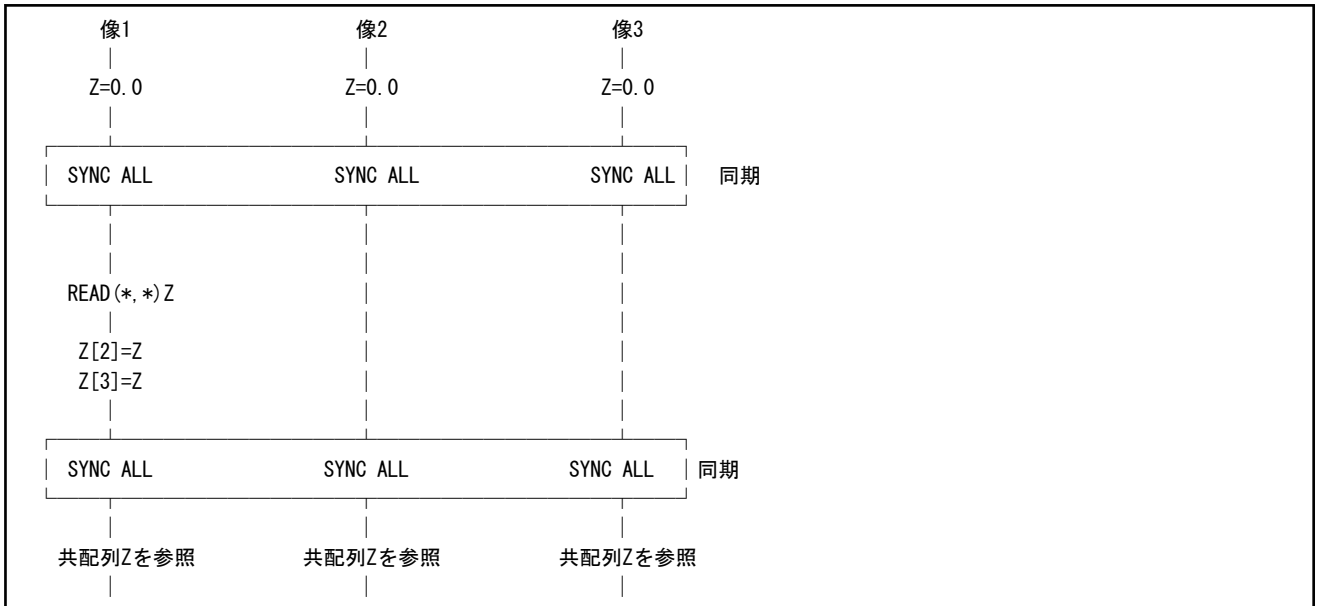 像1 像2 像3
Z=0.0 Z=0.0 Z=0.0
SYNC ALL SYNC ALL SYNC ALL 同期
READ(*,*)Z
Z[2]=Z
Z[3]=Z
SYNC ALL SYNC ALL SYNC ALL 同期
共配列Zを参照 共配列Zを参照 共配列Zを参照